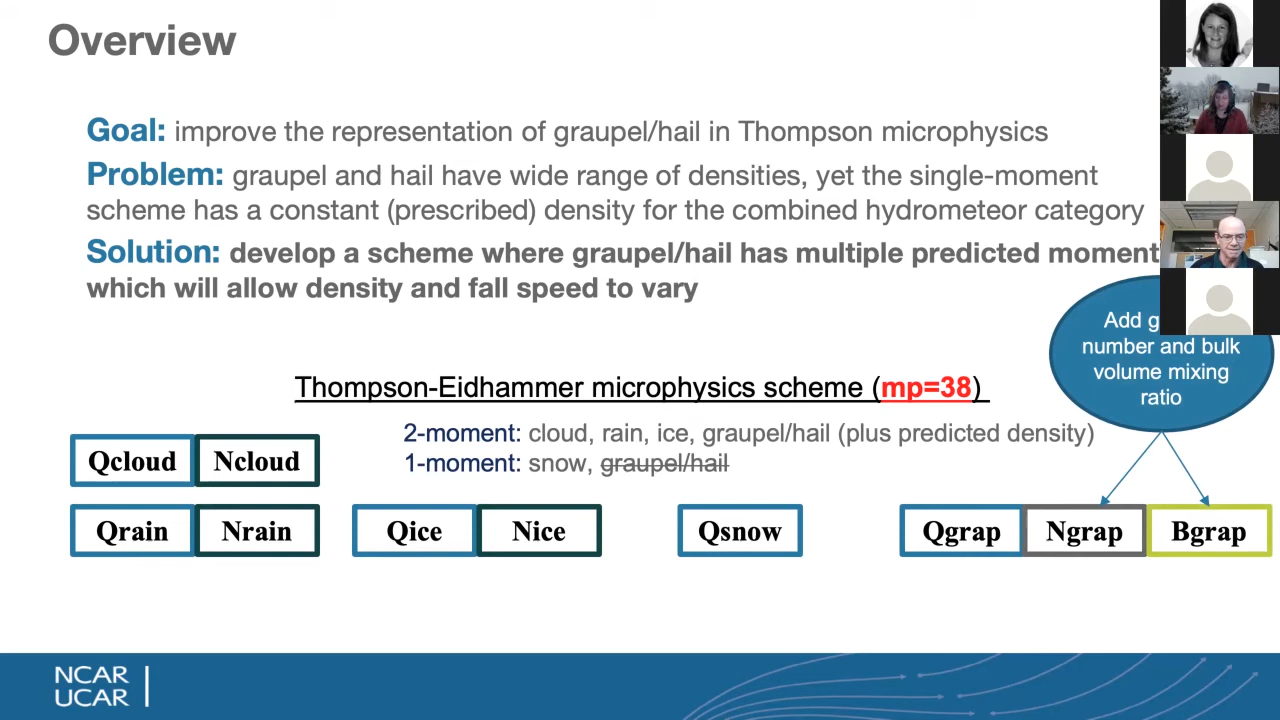 Overview
Goal: improve the representation of graupel/hail in Thompson microphysics
Problem: graupel and hail have wide range of densities, yet the single-moment
scheme has a constant (prescribed) density for the combined hydrometeor category
Solution: develop a scheme where graupel/hail has multiple predicted moment
which will allow density and fall speed to vary
Add g
number and bulk
volume mixing
ratio
Thompson-Eidhammer microphysics scheme (mp=38)
2-moment: cloud, rain, ice, graupel/hail (plus predicted density)
1-moment: snow, graupel/hail
Qcloud Ncloud
Qrain Nrain Qice Nice Qsnow Qgrap Ngrap Bgrap
NCAR
UCAR